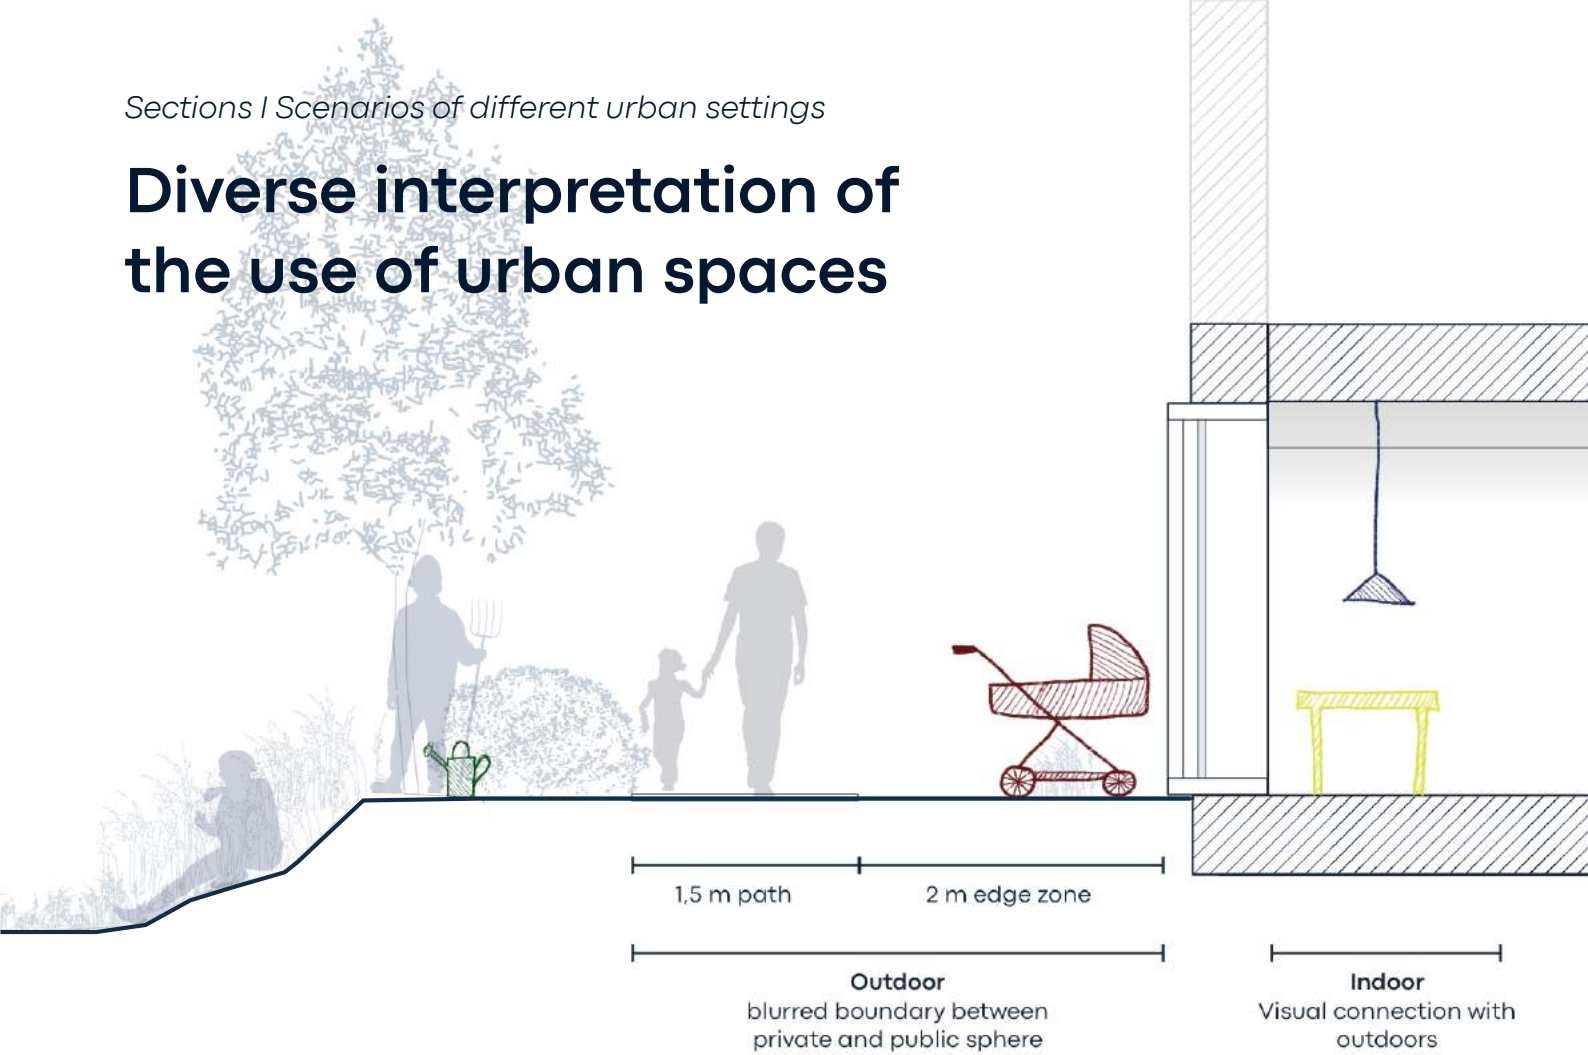 Sections I Scenarios of different urban settings
Diverse interpretation of
the use of urban spaces
1,5 m path
2 m edge zone
Outdoor
blurred boundary between
private and public sphere
Indoor
Visual connection with
outdoors